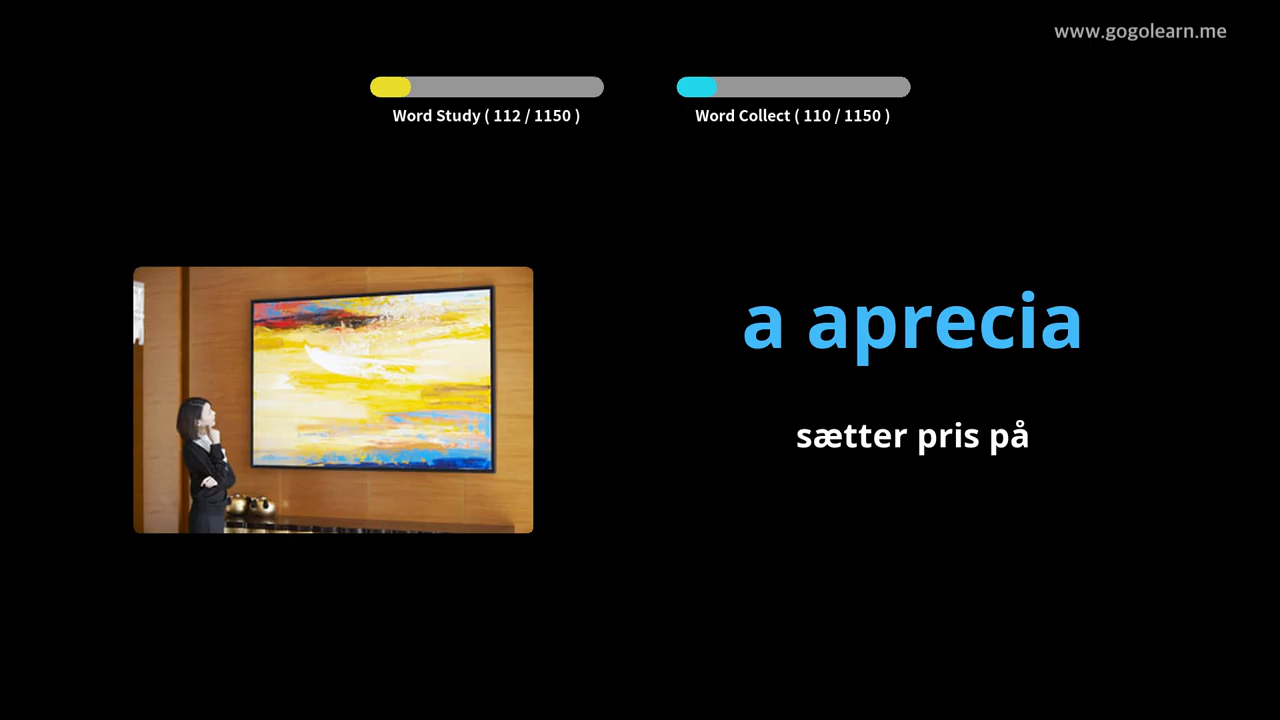 www.gogolearn.me
Word Study ( 112 / 1150 )
Word Collect ( 110 / 1150 )
a aprecia
sætter pris på